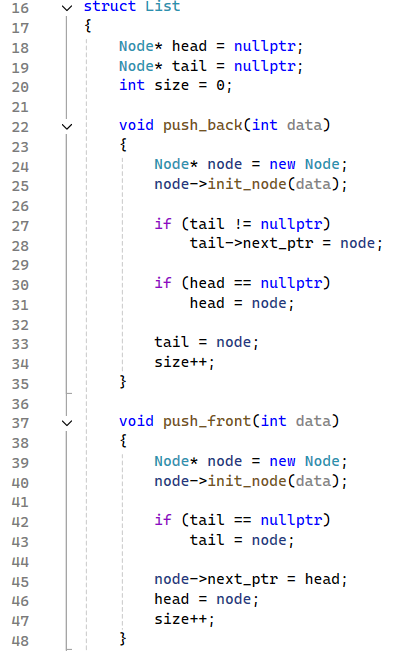 16 struct List
17 {
18     Node* head = nullptr;
19     Node* tail = nullptr;
20     int size = 0;
21
22     void push_back(int data)
23     {
24         Node* node = new Node;
25         node->init_node(data);
26
27         if (tail != nullptr)
28             tail->next_ptr = node;
29
30         if (head == nullptr)
31             head = node;
32
33         tail = node;
34         size++;
35     }
36
37     void push_front(int data)
38     {
39         Node* node = new Node;
40         node->init_node(data);
41
42         if (tail == nullptr)
43             tail = node;
44
45         node->next_ptr = head;
46         head = node;
47         size++;
48     }